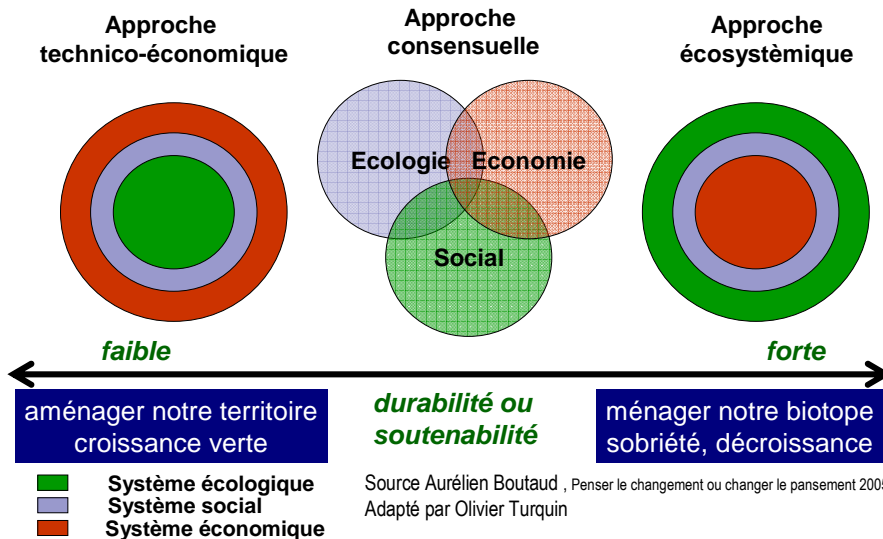 Approche
technico-économique
Approche
consensuelle
Approche
écosystèmique
Ecologie
Economie
Social
faible
forte
aménager notre territoire
croissance verte
durabilité ou
soutenabilité
ménager notre biotope
sobriété, décroissance
Système écologique
Système social
Système économique
Source Aurélien Boutaud , Penser le changement ou changer le pansement 2005
Adapté par Olivier Turquin